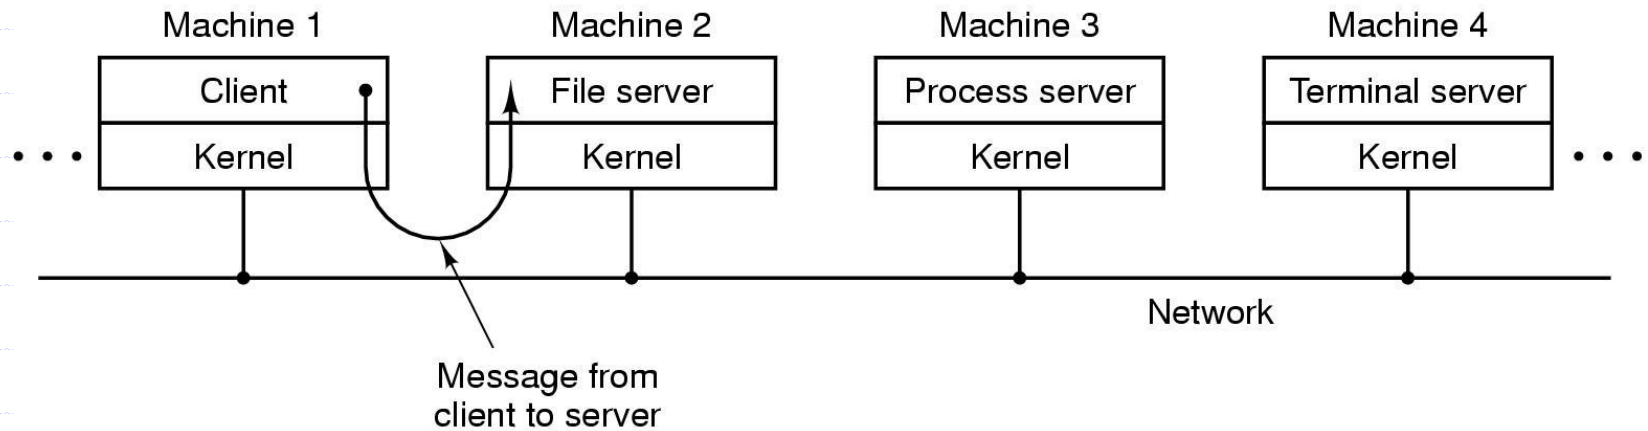 Machine 1
Machine 2
Machine 3
Machine 4
Client
File server
Process server
Terminal server
Kernel
Kernel
Kernel
Kernel
Network
Message from
client to server